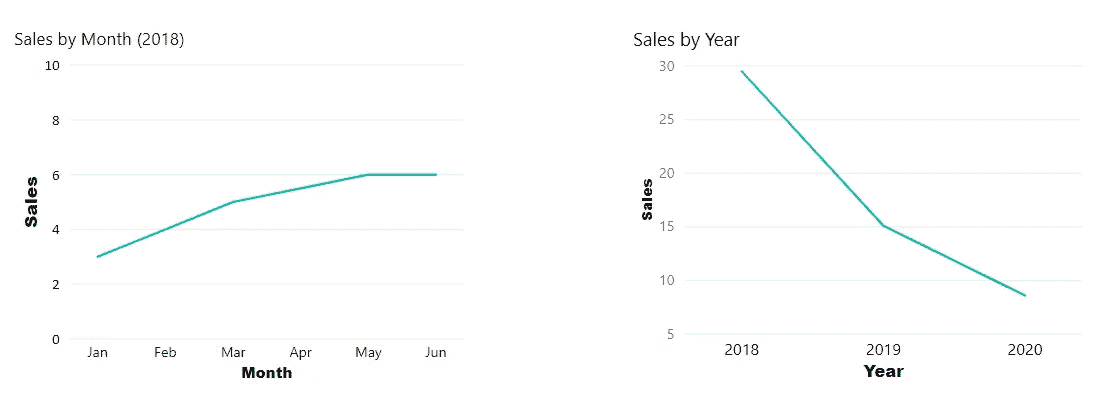 Sales by Month (2018)
10
8
6
4
2
0
Sales
Jan Feb Mar Apr May Jun
Month
Sales by Year
30
25
20
15
10
5
Sales
2018 2019 2020
Year